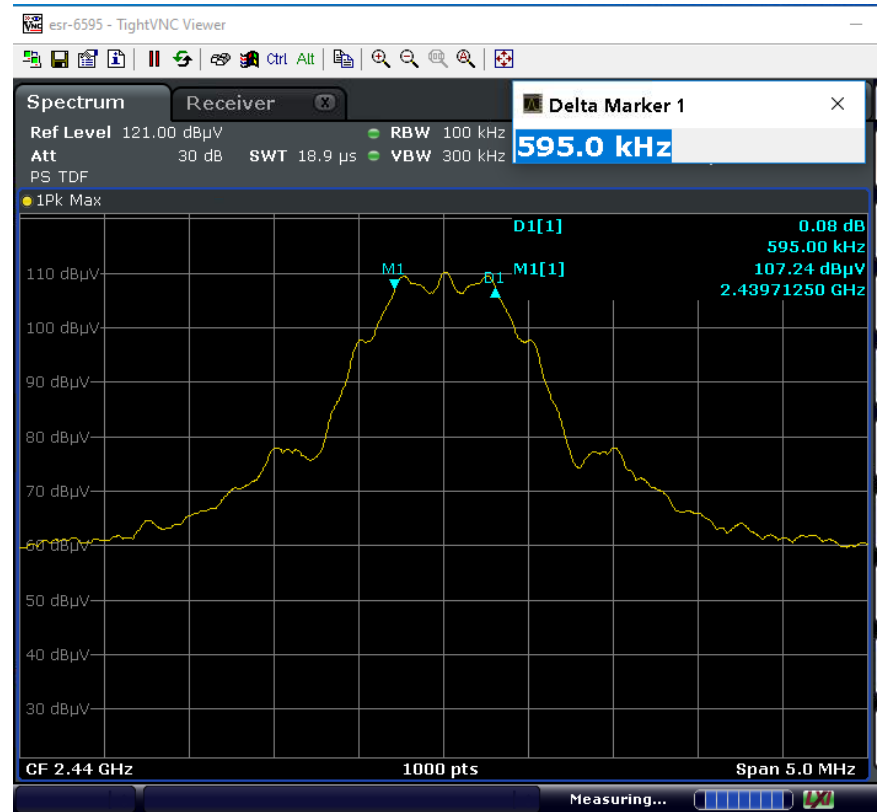 esr-6595 - TightVNC Viewer
Ctrl Alt
Spectrum Receiver
Delta Marker 1
595.0 kHz
Ref Level 121.00 dBµV RBW 100 kHz
Att 30 dB SWT 18.9 µs VBW 300 kHz
PS TDF
1Pk Max
D1[1] 0.08 dB
595.00 kHz
M1[1] 107.24 dBµV
2.43971250 GHz
M1
D1
110 dBµV
100 dBµV
90 dBµV
80 dBµV
70 dBµV
60 dBµV
50 dBµV
40 dBµV
30 dBµV
CF 2.44 GHz 1000 pts Span 5.0 MHz
Measuring...
LXI